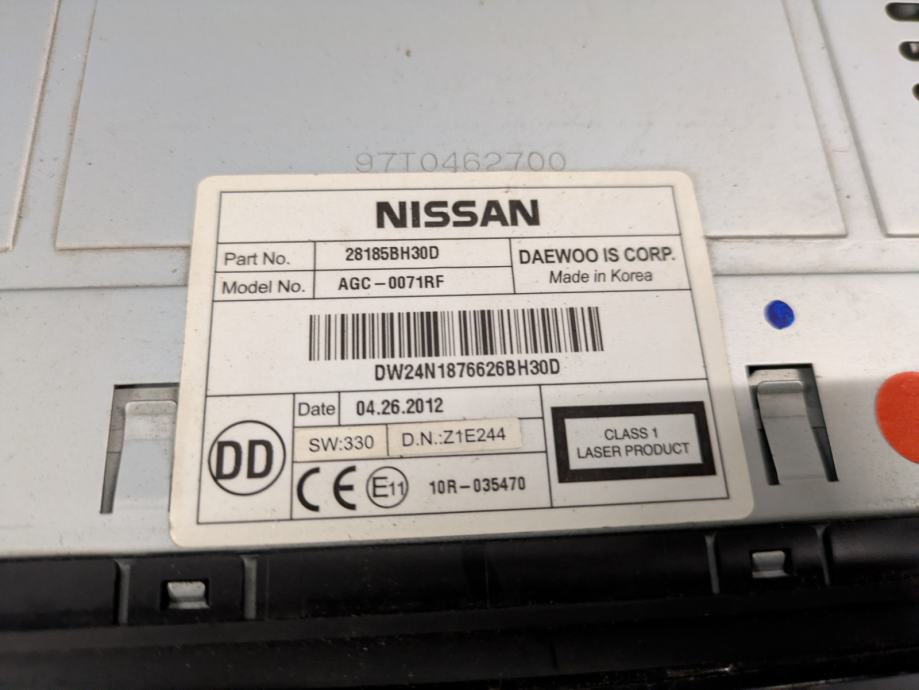 97T0462700
NISSAN
Part No. 28185BH30D
DAEWOO IS CORP.
Made in Korea
Model No. AGC-0071RF
DW24N1876626BH30D
DD
Date 04.26.2012
SW:330 D.N.:Z1E244
CE E11 10R-035470
CLASS 1
LASER PRODUCT